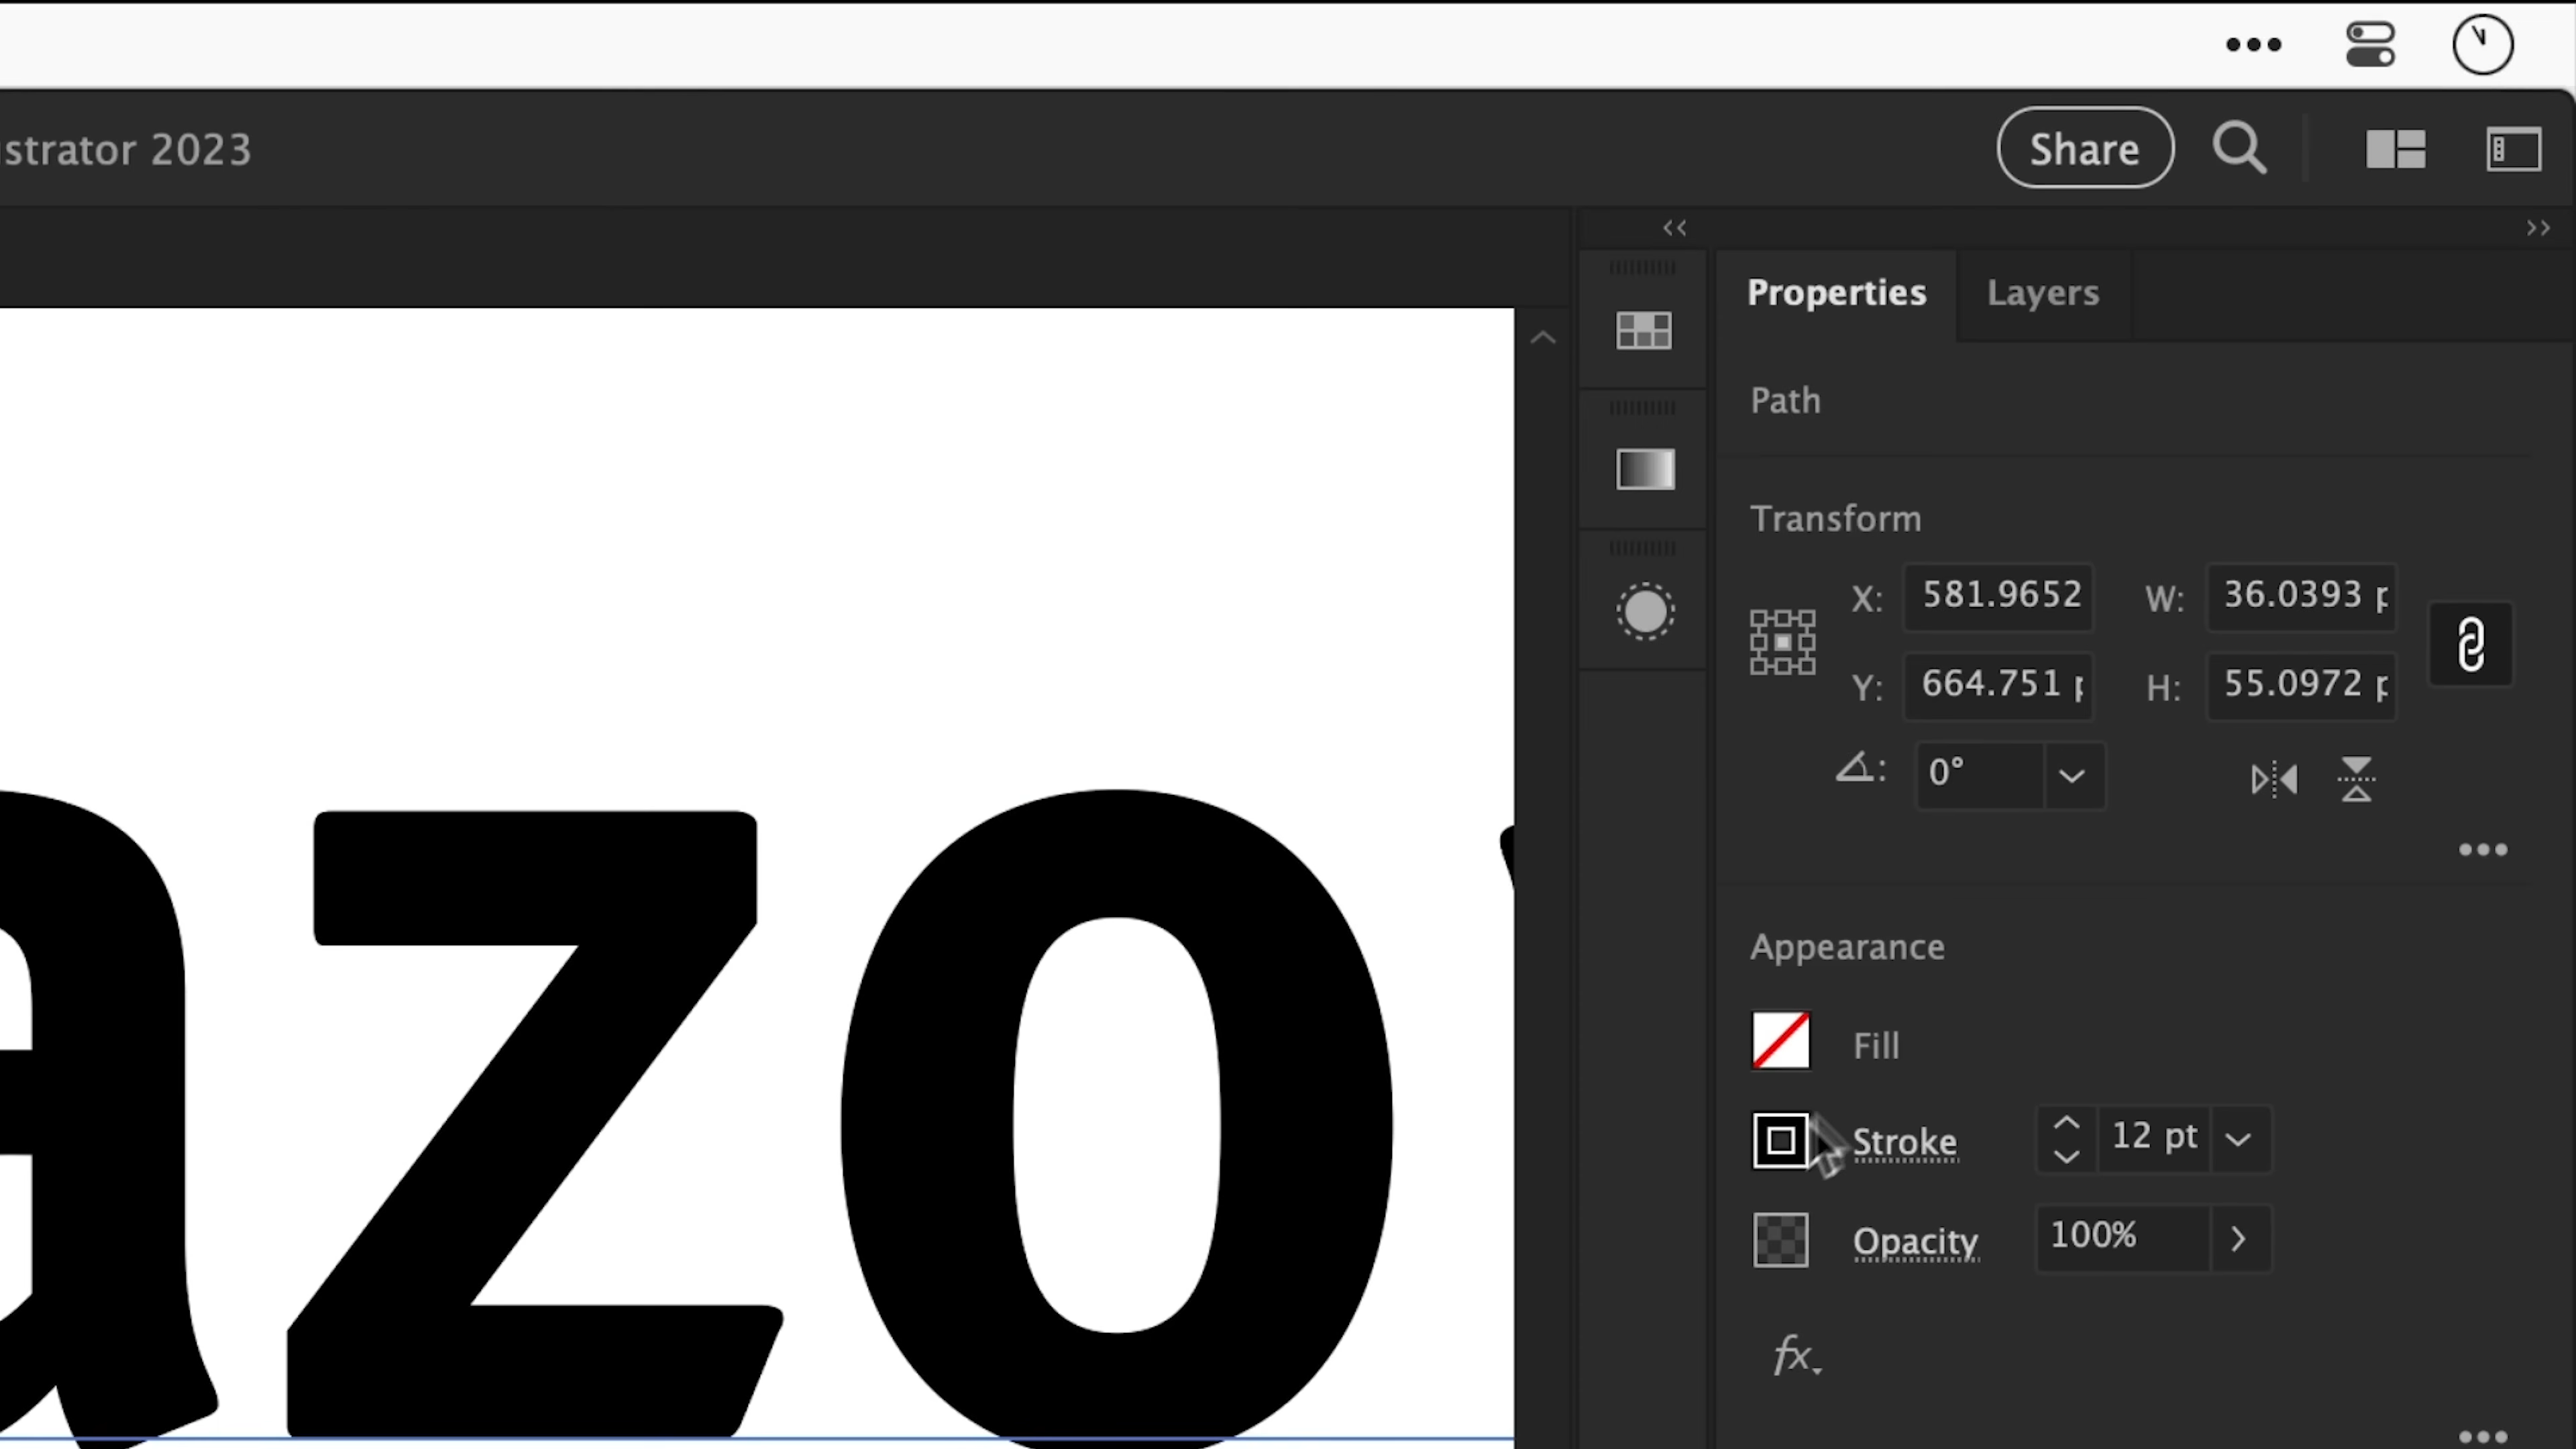 strator 2023
Share
Properties
Layers
Path
Transform
X: 581.9652
W: 36.0393 p
Y: 664.751 p
H: 55.0972 p
0°
Appearance
Fill
Stroke
12 pt
Opacity
100%
fx
azo